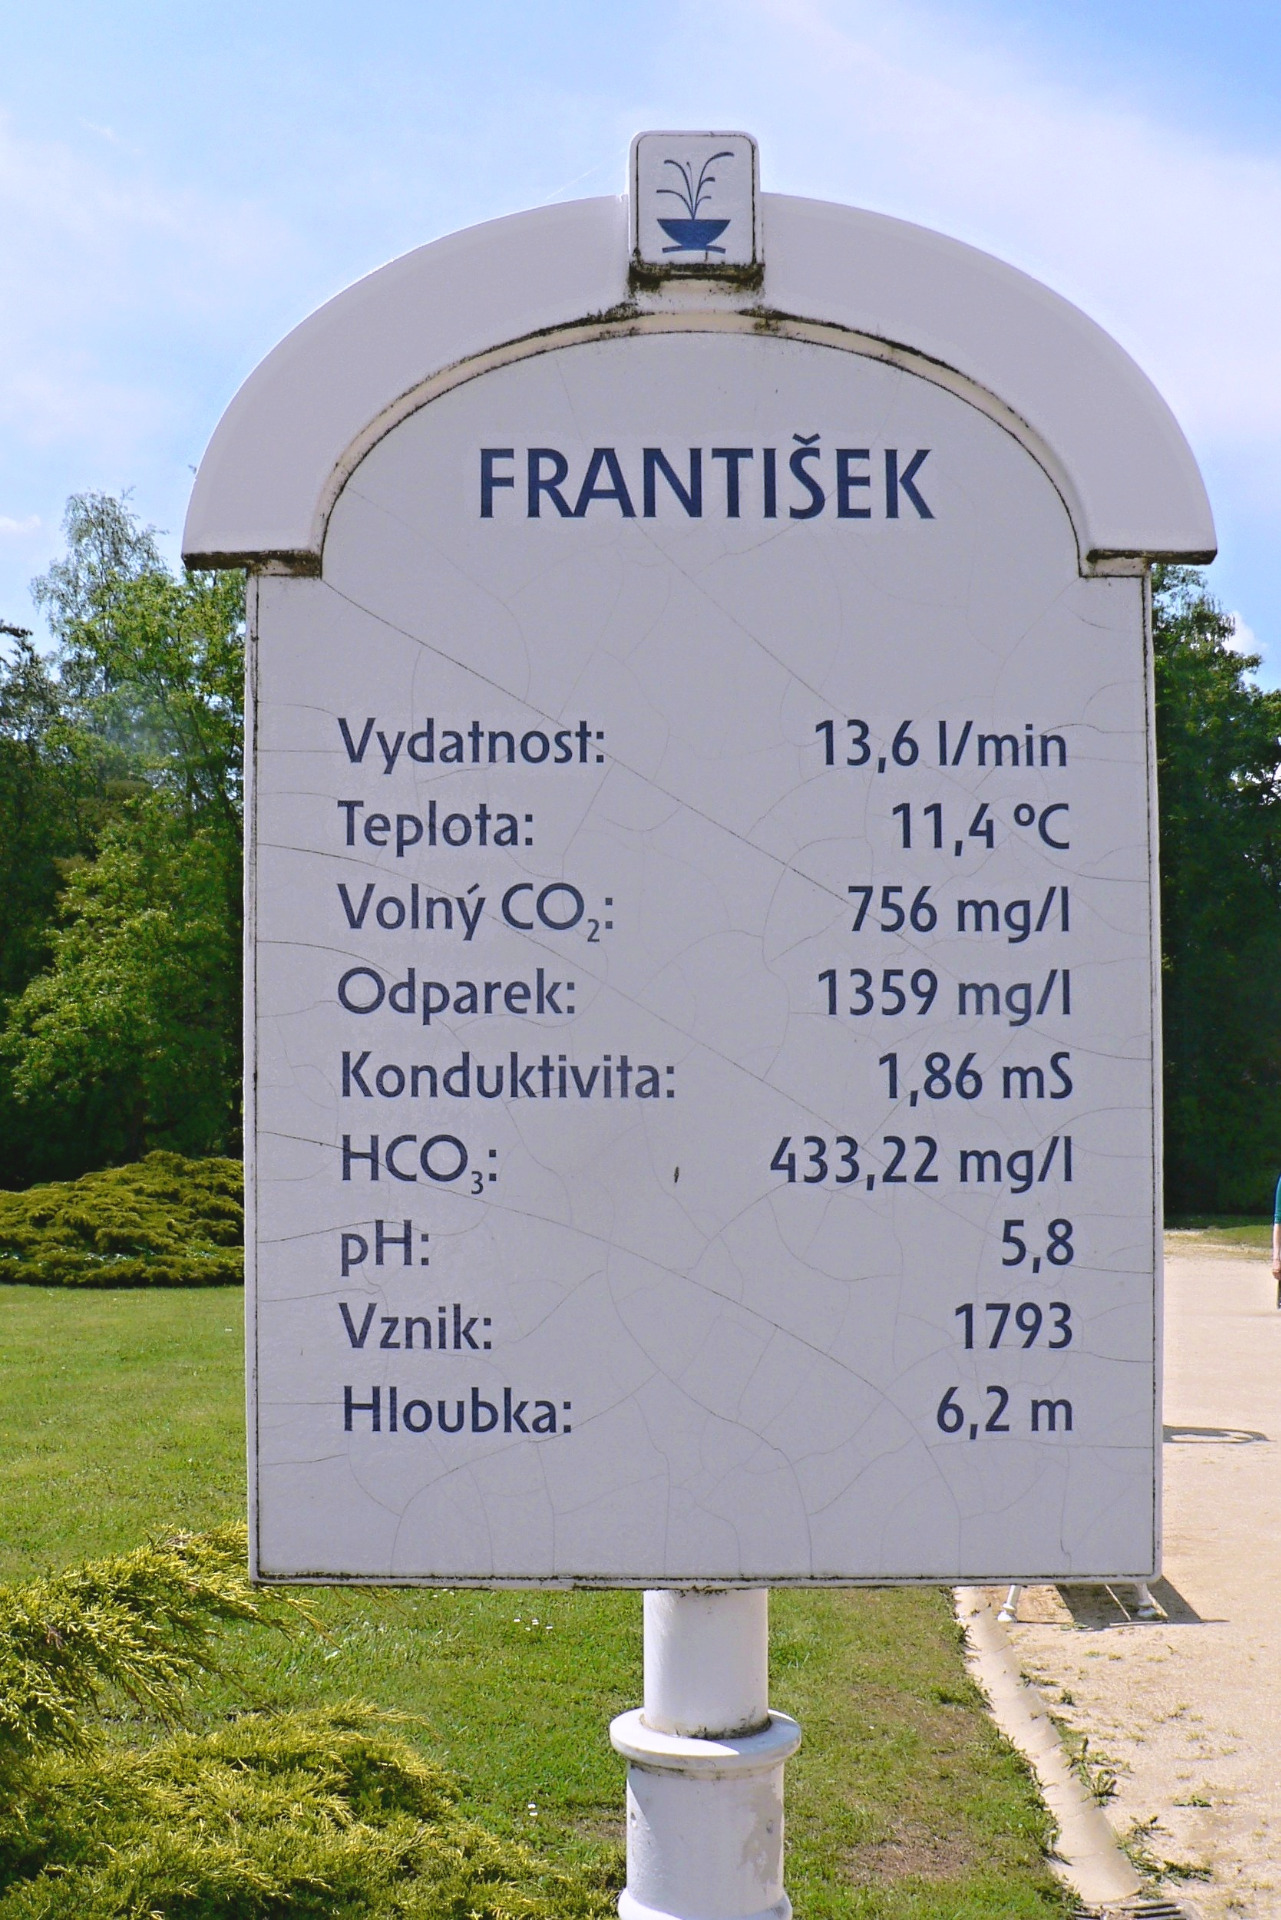 FRANTIŠEK
Vydatnost: 13,6 l/min
Teplota: 11,4 ºC
Volný CO₂: 756 mg/l
Odparek: 1359 mg/l
Konduktivita: 1,86 mS
HCO₃: 433,22 mg/l
pH: 5,8
Vznik: 1793
Hloubka: 6,2 m